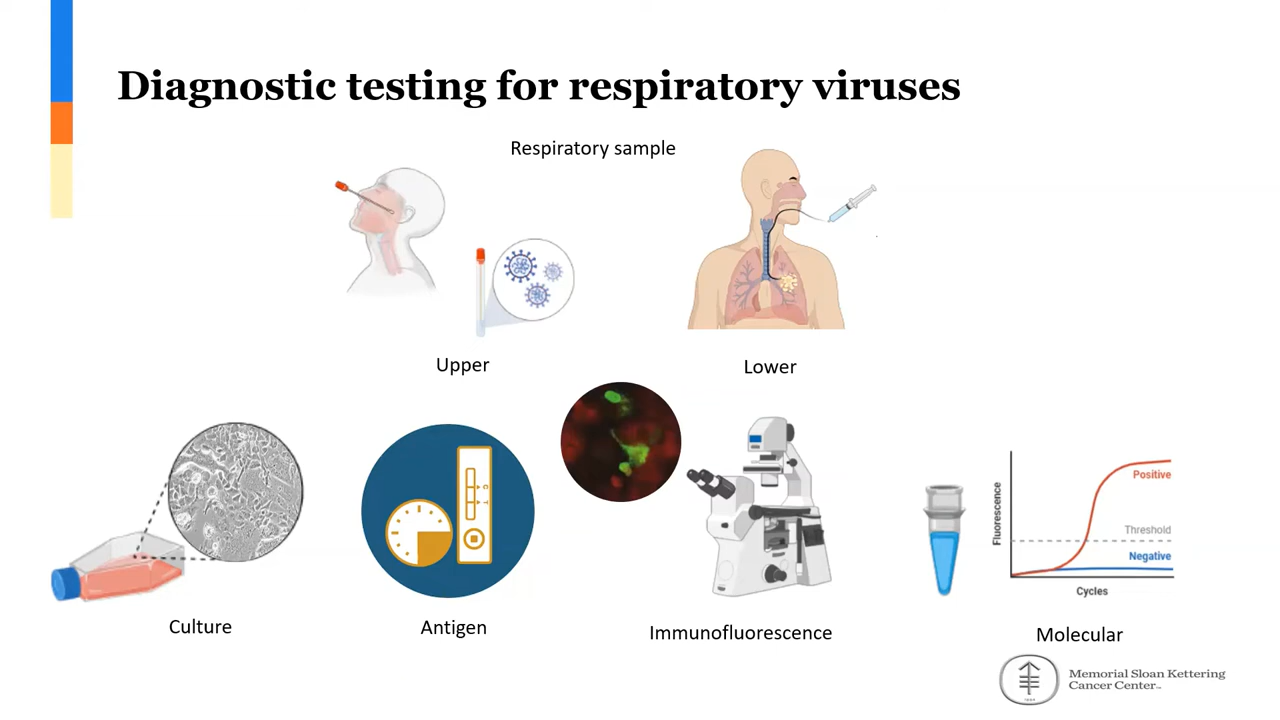 Diagnostic testing for respiratory viruses
Respiratory sample
Upper
Lower
C
T
Culture
Antigen
Immunofluorescence
Fluorescence
Positive
Threshold
Negative
Cycles
Molecular
Memorial Sloan Kettering
Cancer Center